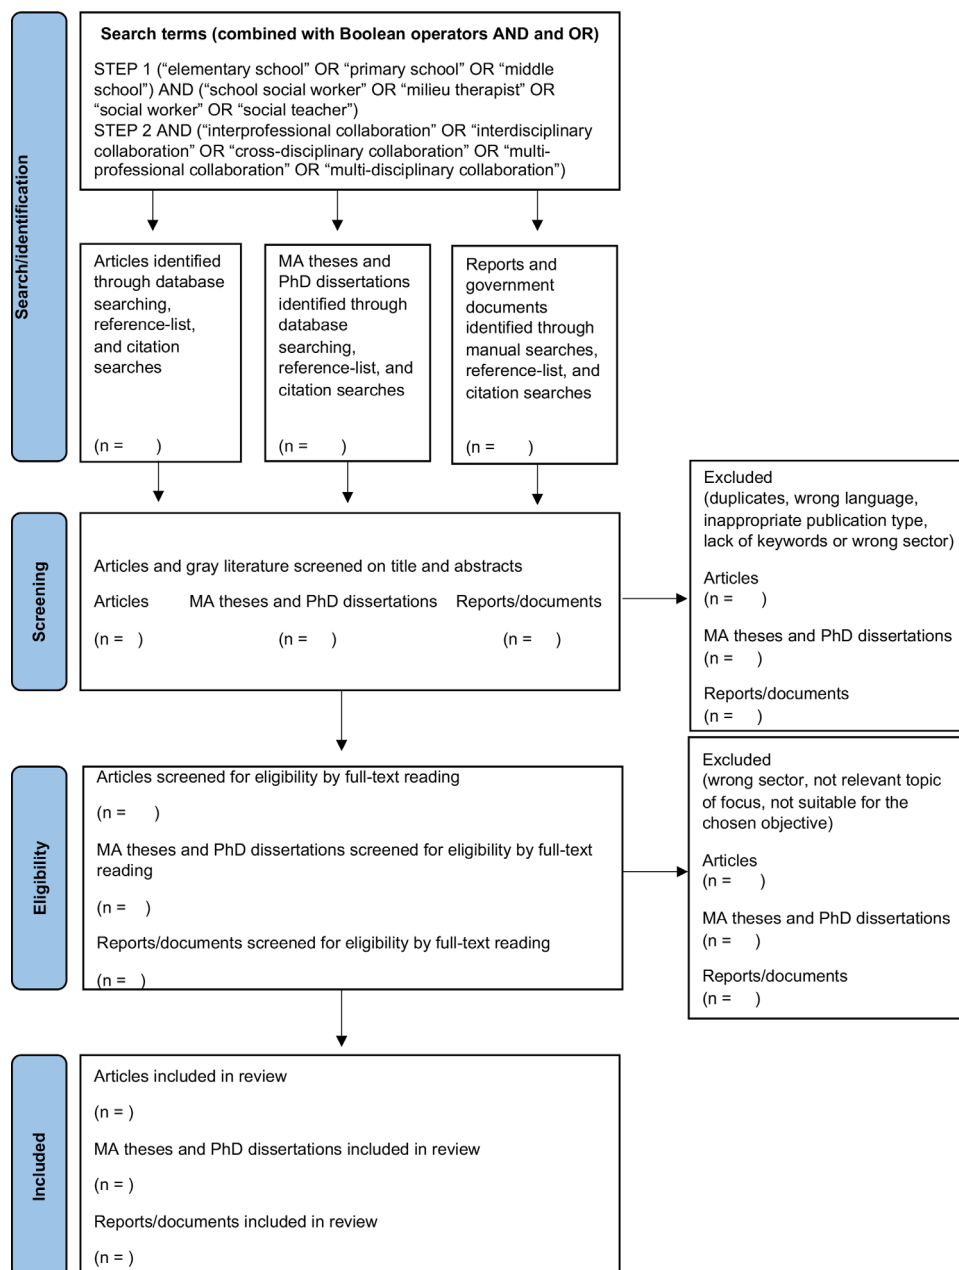 Search/identification
Search terms (combined with Boolean operators AND and OR)
STEP 1 (“elementary school” OR “primary school” OR “middle
school”) AND (“school social worker” OR “milieu therapist” OR
“social worker” OR “social teacher”)
STEP 2 AND (“interprofessional collaboration” OR “interdisciplinary
collaboration” OR “cross-disciplinary collaboration” OR “multi-
professional collaboration” OR “multi-disciplinary collaboration”)
Articles identified
through database
searching,
reference-list,
and citation
searches
(n = )
MA theses and
PhD dissertations
identified through
database
searching,
reference-list, and
citation searches
(n = )
Reports and
government
documents
identified through
manual searches,
reference-list, and
citation searches
(n = )
Screening
Articles and gray literature screened on title and abstracts
Articles MA theses and PhD dissertations Reports/documents
(n = ) (n = ) (n = )
Excluded
(duplicates, wrong language,
inappropriate publication type,
lack of keywords or wrong sector)
Articles
(n = )
MA theses and PhD dissertations
(n = )
Reports/documents
(n = )
Eligibility
Articles screened for eligibility by full-text reading
(n = )
MA theses and PhD dissertations screened for eligibility by full-text
reading
(n = )
Reports/documents screened for eligibility by full-text reading
(n = )
Excluded
(wrong sector, not relevant topic
of focus, not suitable for the
chosen objective)
Articles
(n = )
MA theses and PhD dissertations
(n = )
Reports/documents
(n = )
Included
Articles included in review
(n = )
MA theses and PhD dissertations included in review
(n = )
Reports/documents included in review
(n = )